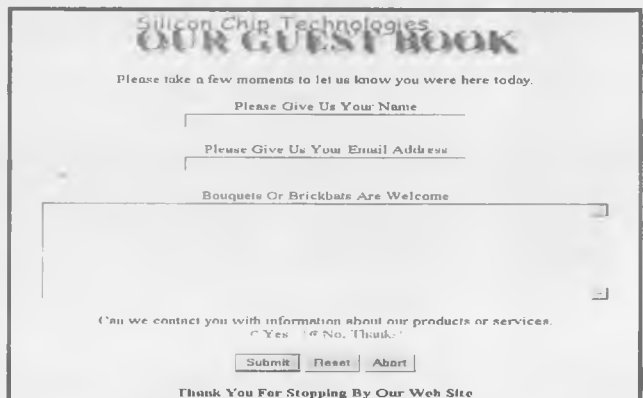 Silicon Chip Technologies
OUR GUEST BOOK
Please take a few moments to let us know you were here today.
Please Give Us Your Name
Please Give Us Your Email Address
Bouquets Or Brickbats Are Welcome
Can we contact you with information about our products or services.
Yes No, Thanks
Submit Reset Abort
Thank You For Stopping By Our Web Site